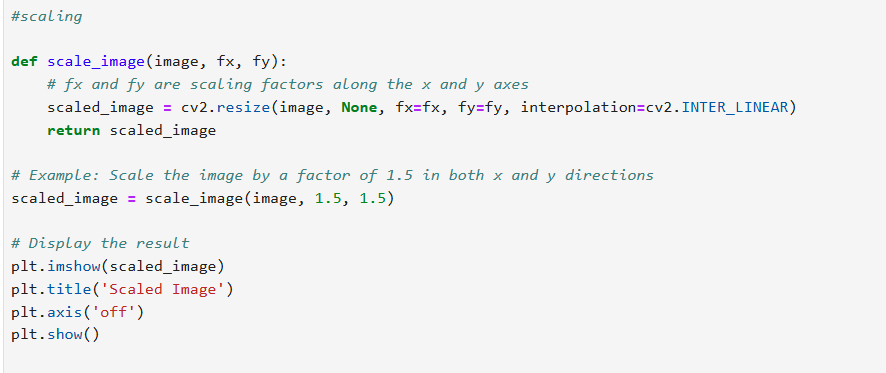 #scaling
def scale_image(image, fx, fy):
    # fx and fy are scaling factors along the x and y axes
    scaled_image = cv2.resize(image, None, fx=fx, fy=fy, interpolation=cv2.INTER_LINEAR)
    return scaled_image
# Example: Scale the image by a factor of 1.5 in both x and y directions
scaled_image = scale_image(image, 1.5, 1.5)
# Display the result
plt.imshow(scaled_image)
plt.title('Scaled Image')
plt.axis('off')
plt.show()